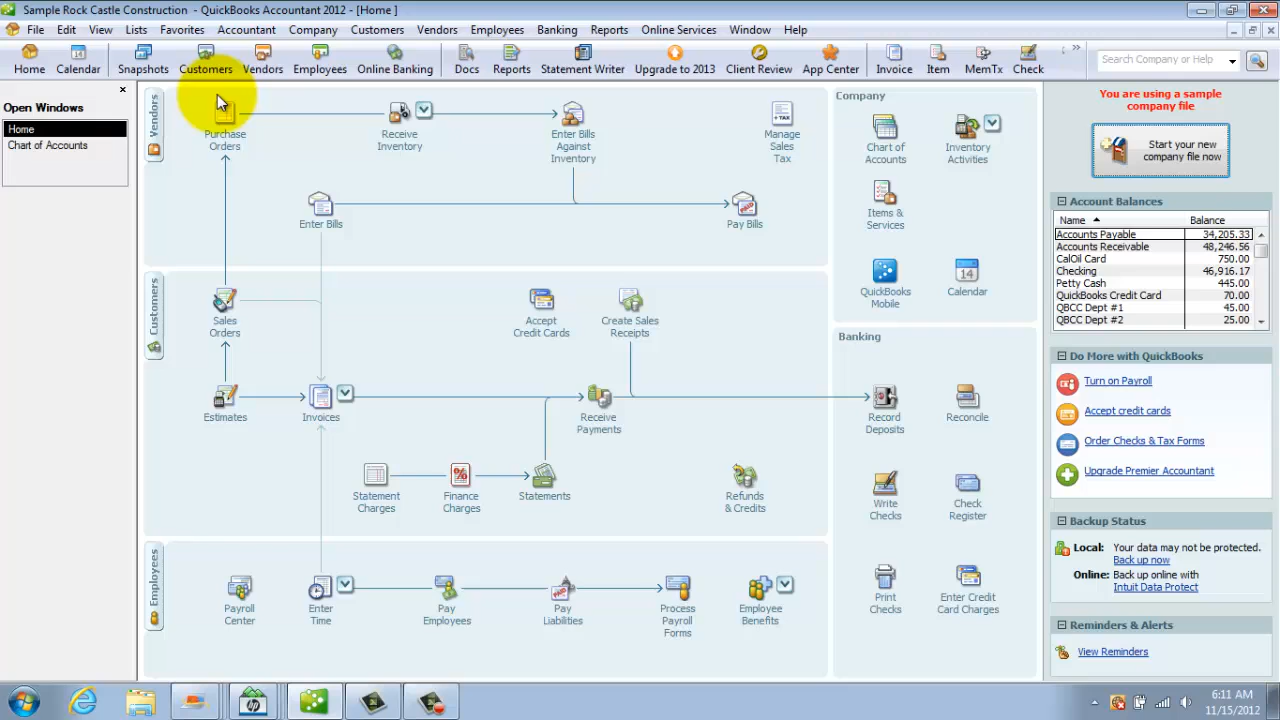 Sample Rock Castle Construction - QuickBooks Accountant 2012 - [Home ]
File Edit View Lists Favorites Accountant Company Customers Vendors Employees Banking Reports Online Services Window Help
Home Calendar Snapshots Customers Vendors Employees Online Banking Docs Reports Statement Writer Upgrade to 2013 Client Review App Center Invoice Item MemTx Check
Search Company or Help
Open Windows
Home
Chart of Accounts
Vendors
Purchase
Orders
Receive
Inventory
Enter Bills
Against
Inventory
Manage
Sales
Tax
Enter Bills
Pay Bills
Customers
Sales
Orders
Accept
Credit Cards
Create Sales
Receipts
Estimates
Invoices
Receive
Payments
Statement
Charges
Finance
Charges
Statements
Refunds
& Credits
Employees
Payroll
Center
Enter
Time
Pay
Employees
Pay
Liabilities
Process
Payroll
Forms
Employee
Benefits
Company
Chart of
Accounts
Inventory
Activities
Items &
Services
QuickBooks
Mobile
14
Calendar
Banking
Record
Deposits
Reconcile
Write
Checks
Check
Register
Print
Checks
Enter Credit
Card Charges
You are using a sample
company file
Start your new
company file now
Account Balances
Name Balance
Accounts Payable 34,205.33
Accounts Receivable 48,246.56
CalOil Card 750.00
Checking 46,916.17
Petty Cash 445.00
QuickBooks Credit Card 70.00
QBCC Dept #1 45.00
QBCC Dept #2 25.00
Do More with QuickBooks
Turn on Payroll
Accept credit cards
Order Checks & Tax Forms
Upgrade Premier Accountant
Backup Status
Local: Your data may not be protected.
Back up now
Online: Back up online with
Intuit Data Protect
Reminders & Alerts
View Reminders
6:11 AM
11/15/2012